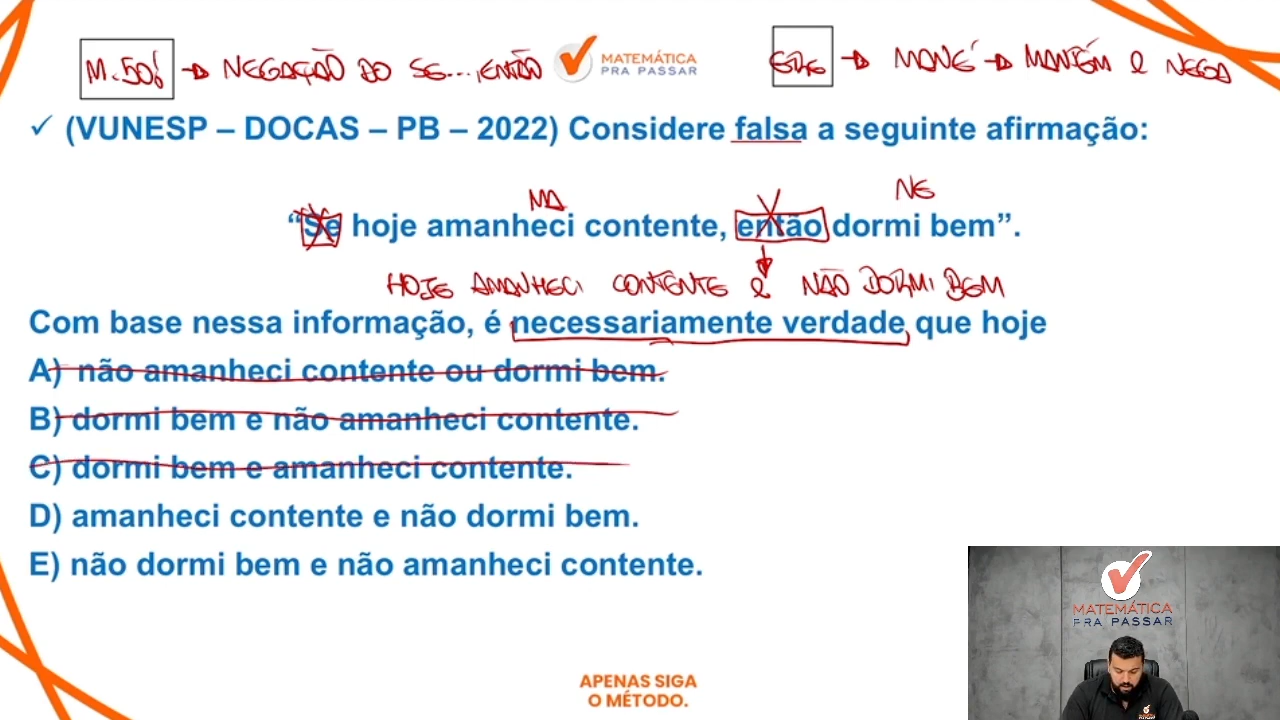 M.50! → NEGAÇÃO DO SE..., ENTÃO
MATEMÁTICA
PRA PASSAR
→ MANÉ → MANTÉM E NEGA
✓ (VUNESP – DOCAS – PB – 2022) Considere falsa a seguinte afirmação:
MA
NE
“Se hoje amanheci contente, então dormi bem”.
HOJE AMANHECI CONTENTE E NÃO DORMI BEM
Com base nessa informação, é necessariamente verdade que hoje
A) não amanheci contente ou dormi bem.
B) dormi bem e não amanheci contente.
C) dormi bem e amanheci contente.
D) amanheci contente e não dormi bem.
E) não dormi bem e não amanheci contente.
MATEMÁTICA
PRA PASSAR
APENAS SIGA
O MÉTODO.